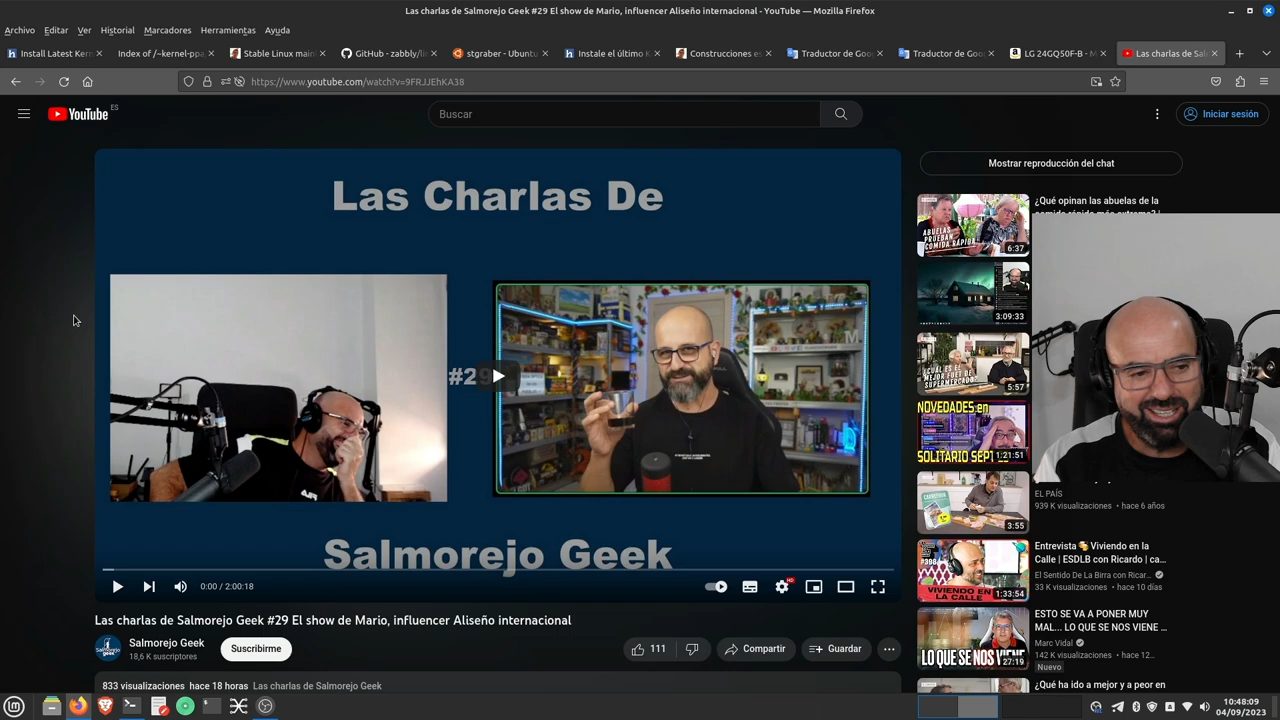 Las charlas de Salmorejo Geek #29 El show de Mario, influencer Aliseño internacional - YouTube — Mozilla Firefox
Archivo Editar Ver Historial Marcadores Herramientas Ayuda
Install Latest Kern
Index of /~kernel-ppa,
Stable Linux main
GitHub - zabbly/lin
stgraber - Ubuntu
Instale el último K
Construcciones es
Traductor de Goo
Traductor de Goo
LG 24GQ50F-B - M
Las charlas de Sal
https://www.youtube.com/watch?v=9FRJJEhKA38
YouTube ES
Buscar
Iniciar sesión
Las Charlas De
#29
Salmorejo Geek
0:00 / 2:00:18
HD
Las charlas de Salmorejo Geek #29 El show de Mario, influencer Aliseño internacional
Salmorejo Geek
18,6 K suscriptores
Suscribirme
111
Compartir
Guardar
833 visualizaciones hace 18 horas Las charlas de Salmorejo Geek
Mostrar reproducción del chat
¿Qué opinan las abuelas de la
ABUELAS
PRUEBAN
COMIDA RÁPIDA
6:37
3:09:33
¿CUÁL ES EL
MEJOR FUET DE
SUPERMERCADO?
5:57
NOVEDADES en
SOLITARIO SEPT
1:21:51
EL PAÍS
939 K visualizaciones • hace 6 años
3:55
Entrevista 🍻 Viviendo en la
Calle | ESDLB con Ricardo | ca...
El Sentido De La Birra con Ricar...
33 K visualizaciones • hace 10 días
VIVIENDO EN
LA CALLE
1:33:54
ESTO SE VA A PONER MUY
MAL... LO QUE SE NOS VIENE ...
Marc Vidal
142 K visualizaciones • hace 12...
Nuevo
LO QUE SE NOS VIENE
27:19
¿Qué ha ido a mejor y a peor en
10:48:09
04/09/2023